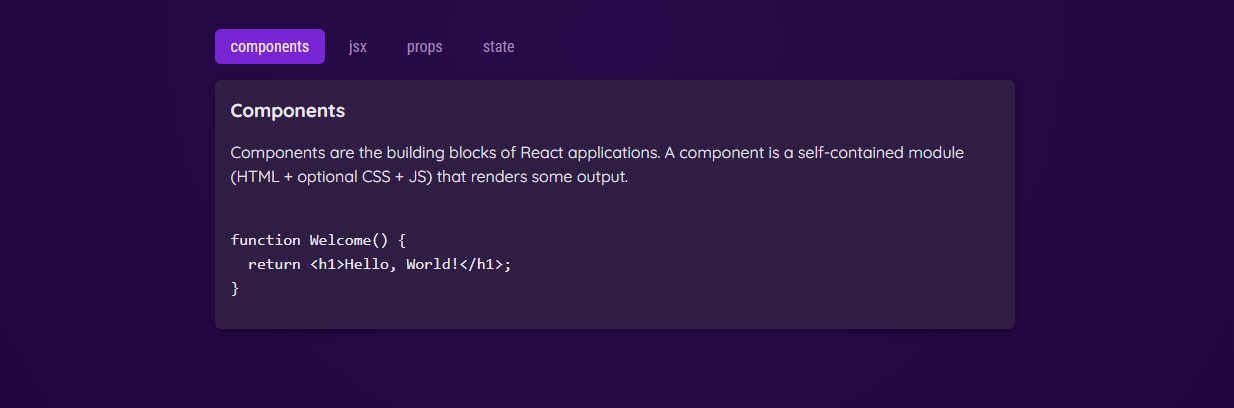 components jsx props state
Components
Components are the building blocks of React applications. A component is a self-contained module
(HTML + optional CSS + JS) that renders some output.
function Welcome() {
  return <h1>Hello, World!</h1>;
}